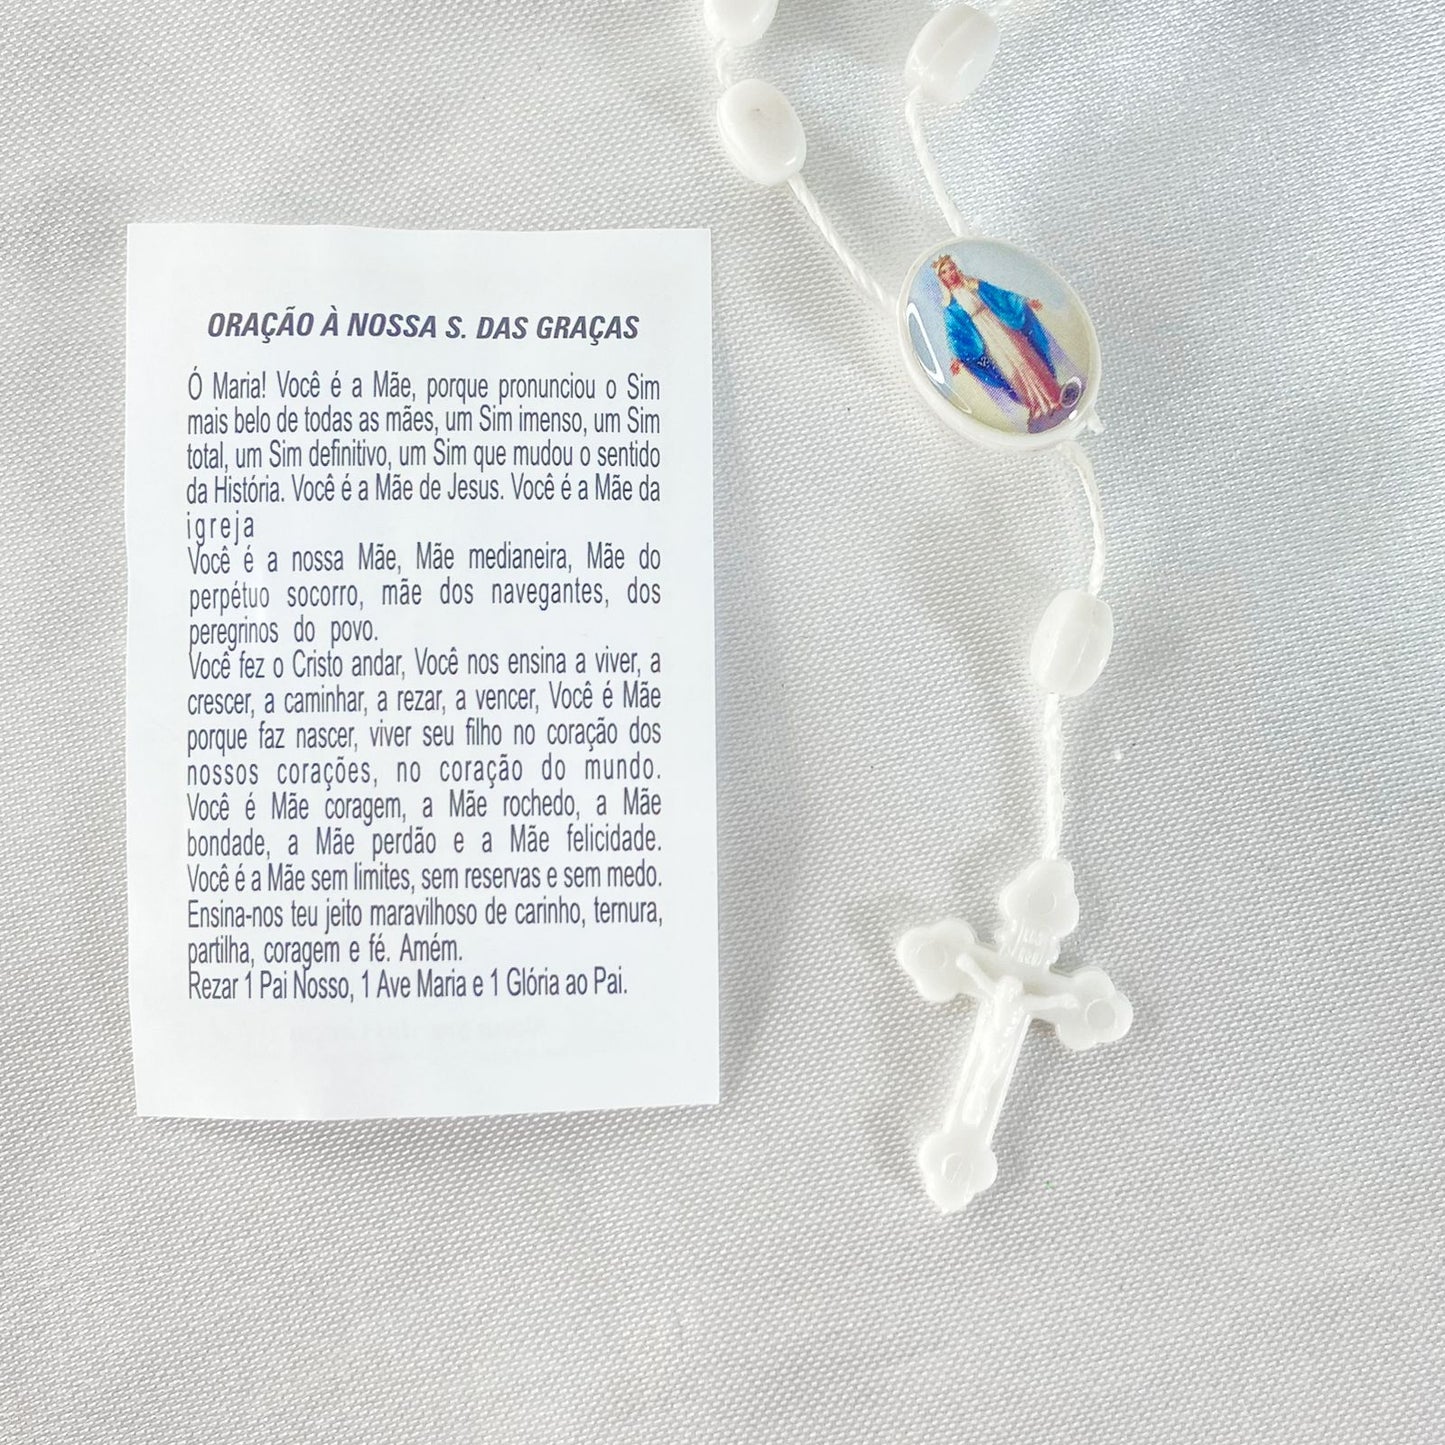 ORAÇÃO À NOSSA S. DAS GRAÇAS
Ó Maria! Você é a Mãe, porque pronunciou o Sim
mais belo de todas as mães, um Sim imenso, um Sim
total, um Sim definitivo, um Sim que mudou o sentido
da História. Você é a Mãe de Jesus. Você é a Mãe da
igreja
Você é a nossa Mãe, Mãe medianeira, Mãe do
perpétuo socorro, mãe dos navegantes, dos
peregrinos do povo.
Você fez o Cristo andar, Você nos ensina a viver, a
crescer, a caminhar, a rezar, a vencer, Você é Mãe
porque faz nascer, viver seu filho no coração dos
nossos corações, no coração do mundo.
Você é Mãe coragem, a Mãe rochedo, a Mãe
bondade, a Mãe perdão e a Mãe felicidade.
Você é a Mãe sem limites, sem reservas e sem medo.
Ensina-nos teu jeito maravilhoso de carinho, ternura,
partilha, coragem e fé. Amém.
Rezar 1 Pai Nosso, 1 Ave Maria e 1 Glória ao Pai.